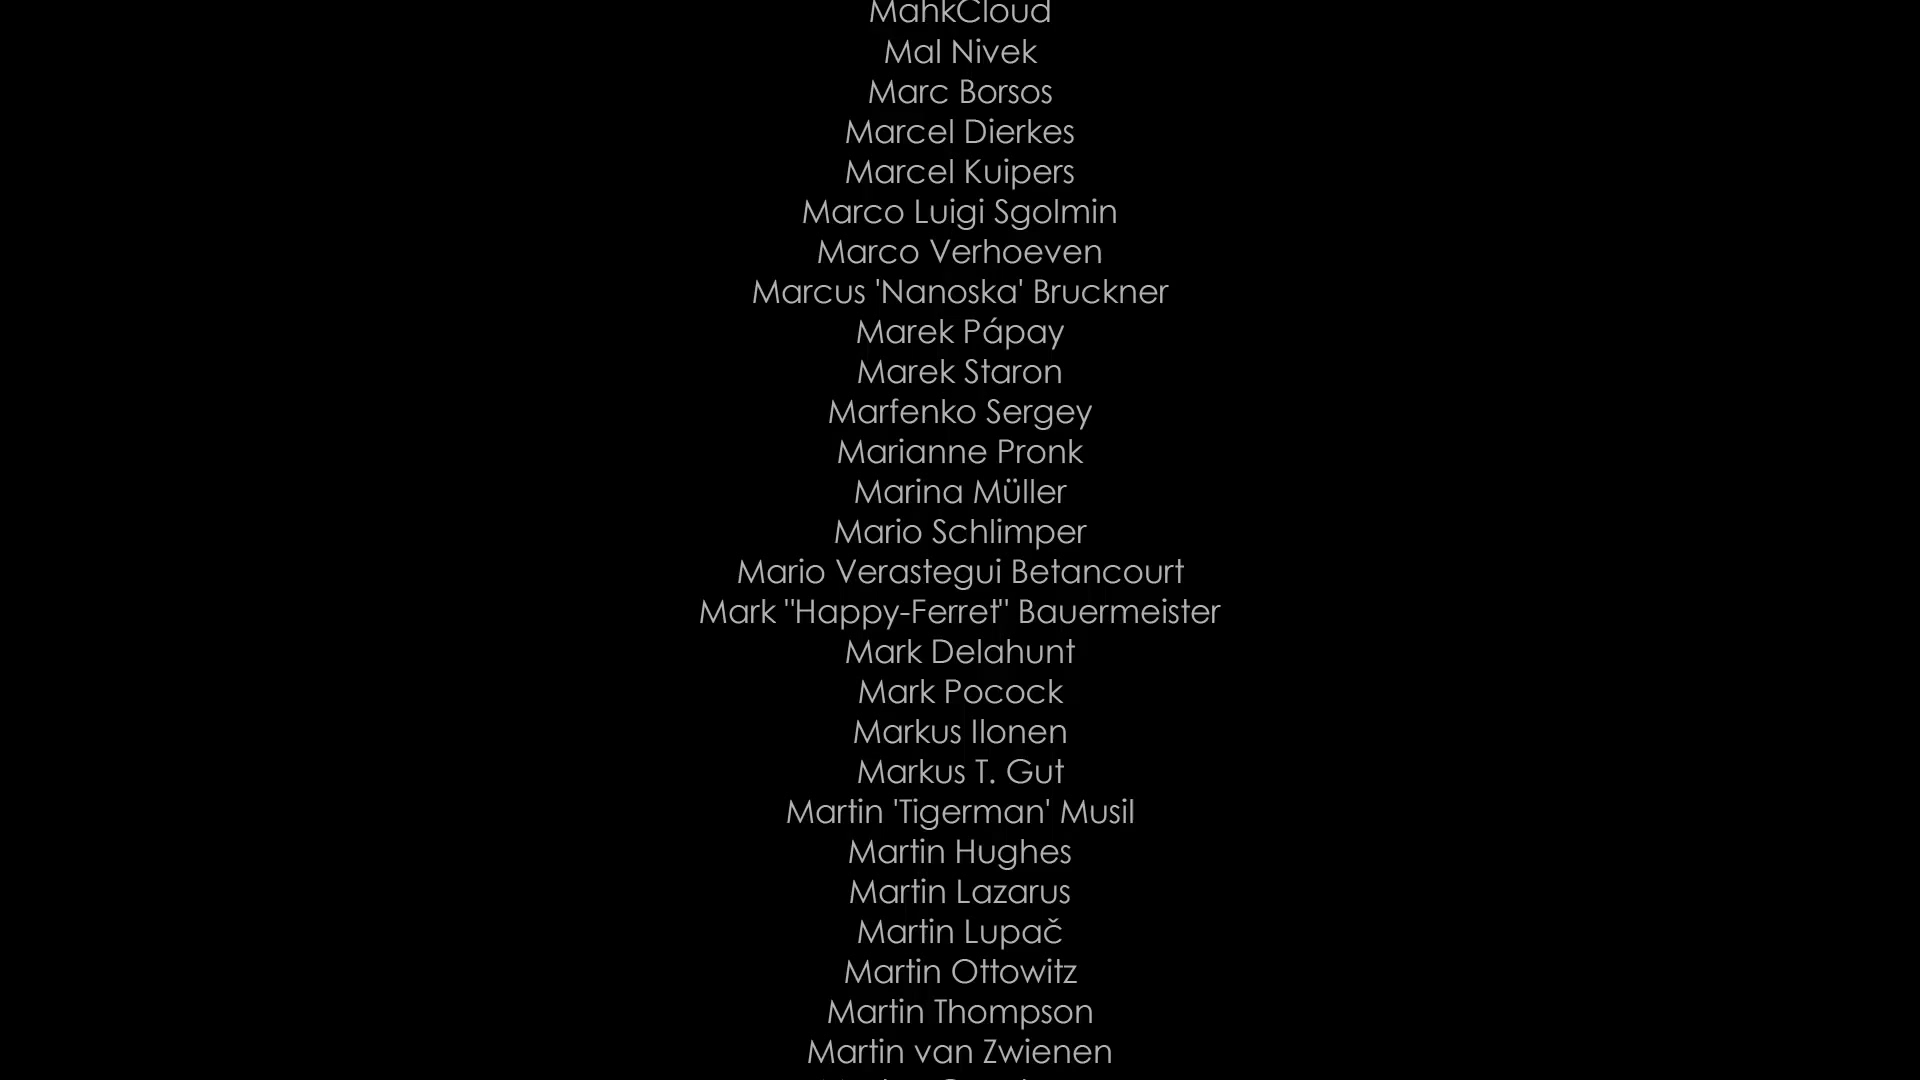 MahkCloud
Mal Nivek
Marc Borsos
Marcel Dierkes
Marcel Kuipers
Marco Luigi Sgolmin
Marco Verhoeven
Marcus 'Nanoska' Bruckner
Marek Pápay
Marek Staron
Marfenko Sergey
Marianne Pronk
Marina Müller
Mario Schlimper
Mario Verastegui Betancourt
Mark "Happy-Ferret" Bauermeister
Mark Delahunt
Mark Pocock
Markus Ilonen
Markus T. Gut
Martin 'Tigerman' Musil
Martin Hughes
Martin Lazarus
Martin Lupač
Martin Ottowitz
Martin Thompson
Martin van Zwienen